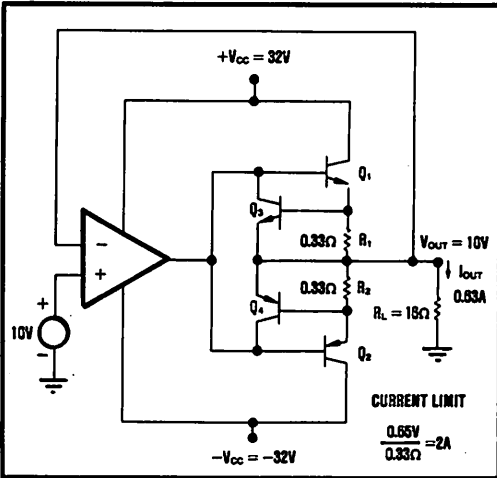 +VCC = 32V
Q1
Q3
0.33Ω R1
VOUT = 10V
IOUT
0.63A
−
+
0.33Ω R2
Q4
RL = 16Ω
+
10V
−
Q2
CURRENT LIMIT
0.65V
0.33Ω
=2A
−VCC = −32V